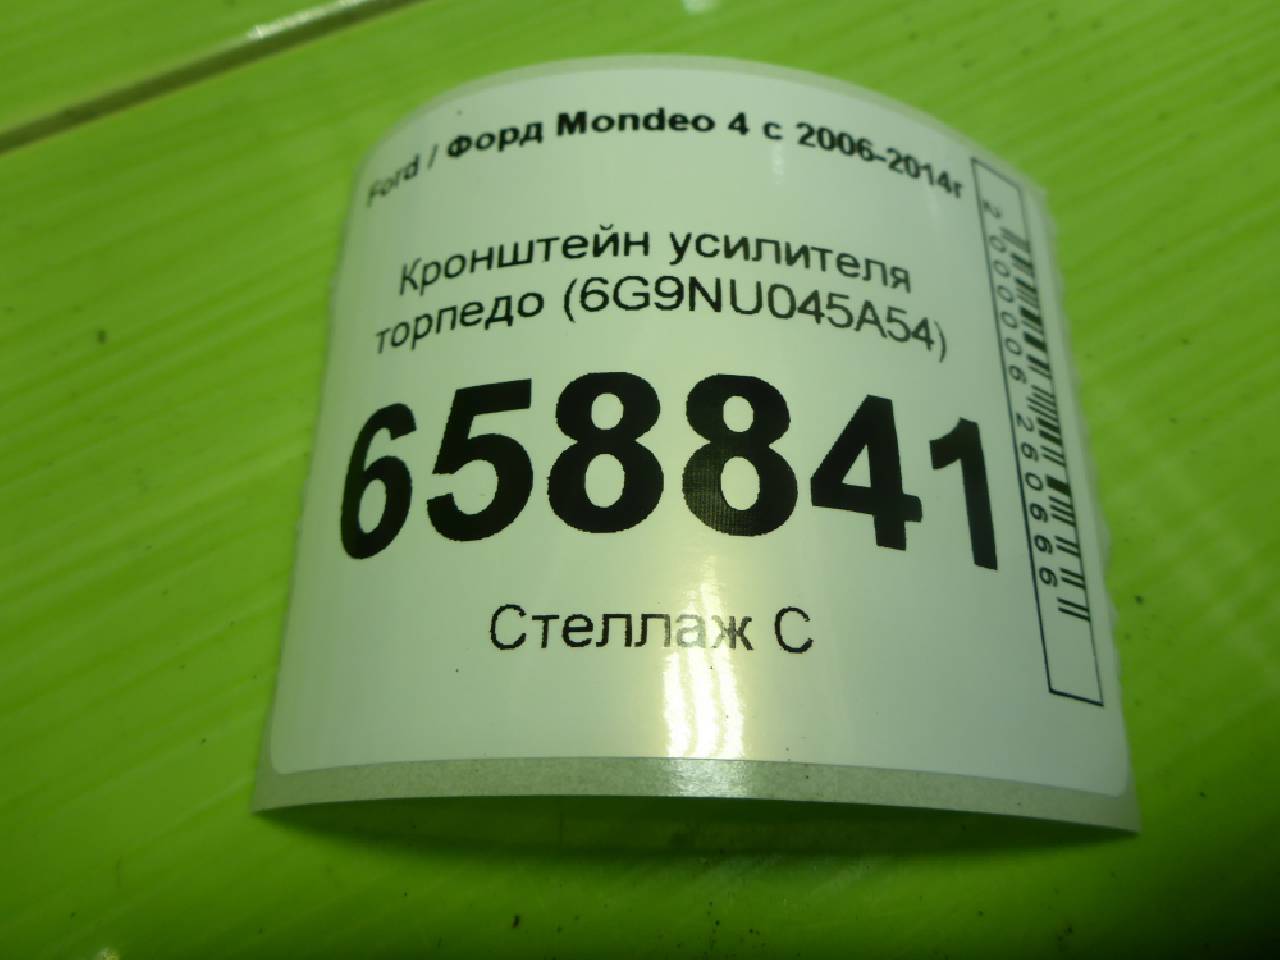 Ford / Форд Mondeo 4 с 2006-2014г
Кронштейн усилителя
торпедо (6G9NU045A54)
658841
Стеллаж С
2000006260666